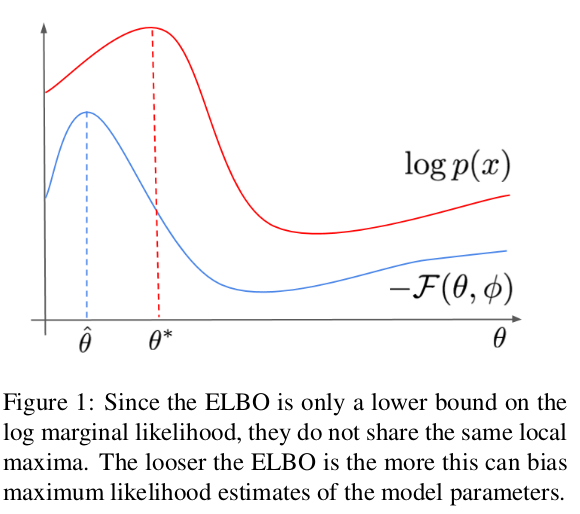 log p(x)
−F(θ, ϕ)
θ̂ θ* θ
Figure 1: Since the ELBO is only a lower bound on the
log marginal likelihood, they do not share the same local
maxima. The looser the ELBO is the more this can bias
maximum likelihood estimates of the model parameters.